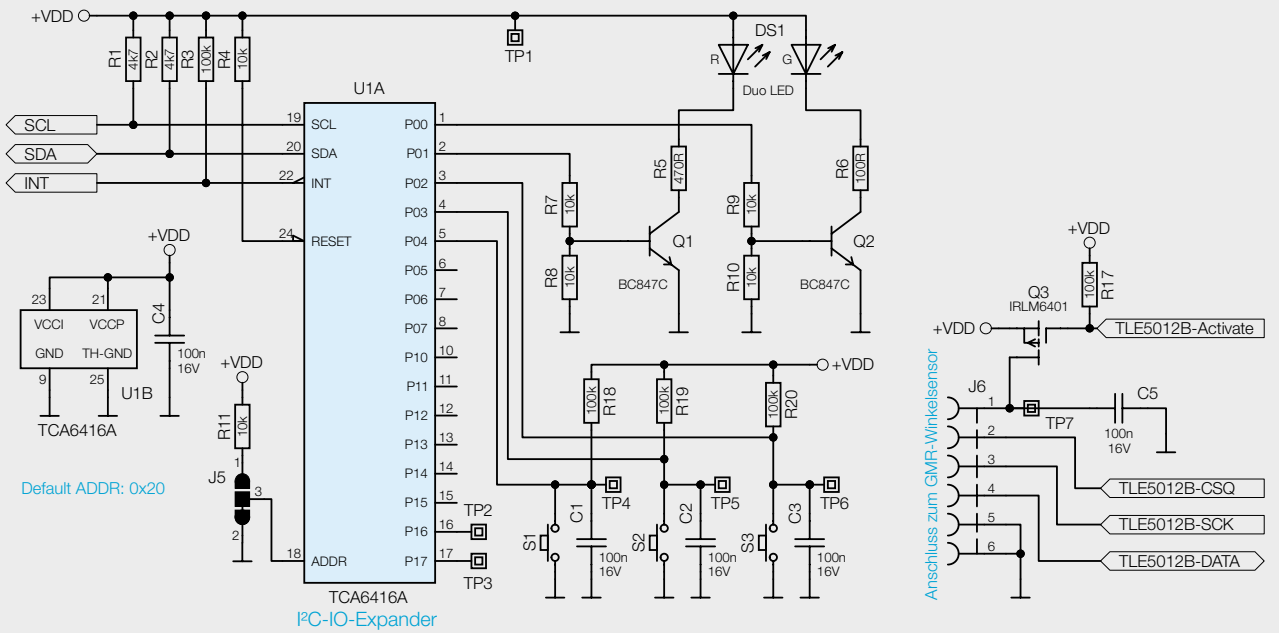 +VDD
R1
4k7
R2
4k7
R3
100k
R4
10k
TP1
DS1
R
G
Duo LED
U1A
SCL
SDA
INT
19
20
22
24
18
SCL
SDA
INT
RESET
ADDR
P00
P01
P02
P03
P04
P05
P06
P07
P10
P11
P12
P13
P14
P15
P16
P17
1
2
3
4
5
6
7
8
10
11
12
13
14
15
16
17
TP2
TP3
TCA6416A
I²C-IO-Expander
R5
470R
R6
100R
R7
10k
R8
10k
R9
10k
R10
10k
Q1
BC847C
Q2
BC847C
+VDD
23
21
VCCI
VCCP
GND
TH-GND
9
25
U1B
TCA6416A
C4
100n
16V
Default ADDR: 0x20
+VDD
R11
10k
J5
1
3
2
+VDD
R18
100k
R19
100k
R20
100k
TP4
TP5
TP6
S1
C1
100n
16V
S2
C2
100n
16V
S3
C3
100n
16V
+VDD
R17
100k
Q3
IRLM6401
+VDD
TLE5012B-Activate
Anschluss zum GMR-Winkelsensor
J6
1
2
3
4
5
6
TP7
C5
100n
16V
TLE5012B-CSQ
TLE5012B-SCK
TLE5012B-DATA